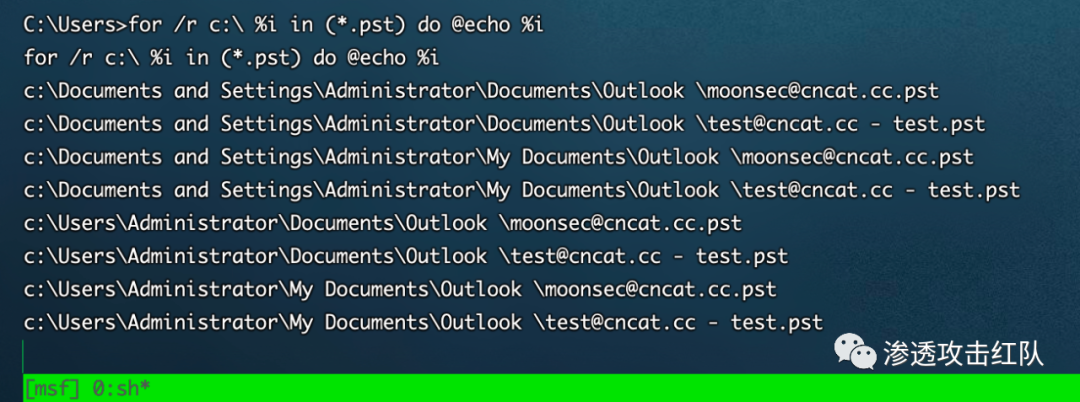 C:\Users>for /r c:\ %i in (*.pst) do @echo %i
for /r c:\ %i in (*.pst) do @echo %i
c:\Documents and Settings\Administrator\Documents\Outlook \moonsec@cncat.cc.pst
c:\Documents and Settings\Administrator\Documents\Outlook \test@cncat.cc - test.pst
c:\Documents and Settings\Administrator\My Documents\Outlook \moonsec@cncat.cc.pst
c:\Documents and Settings\Administrator\My Documents\Outlook \test@cncat.cc - test.pst
c:\Users\Administrator\Documents\Outlook \moonsec@cncat.cc.pst
c:\Users\Administrator\Documents\Outlook \test@cncat.cc - test.pst
c:\Users\Administrator\My Documents\Outlook \moonsec@cncat.cc.pst
c:\Users\Administrator\My Documents\Outlook \test@cncat.cc - test.pst
渗透攻击红队
[msf] 0:sh*